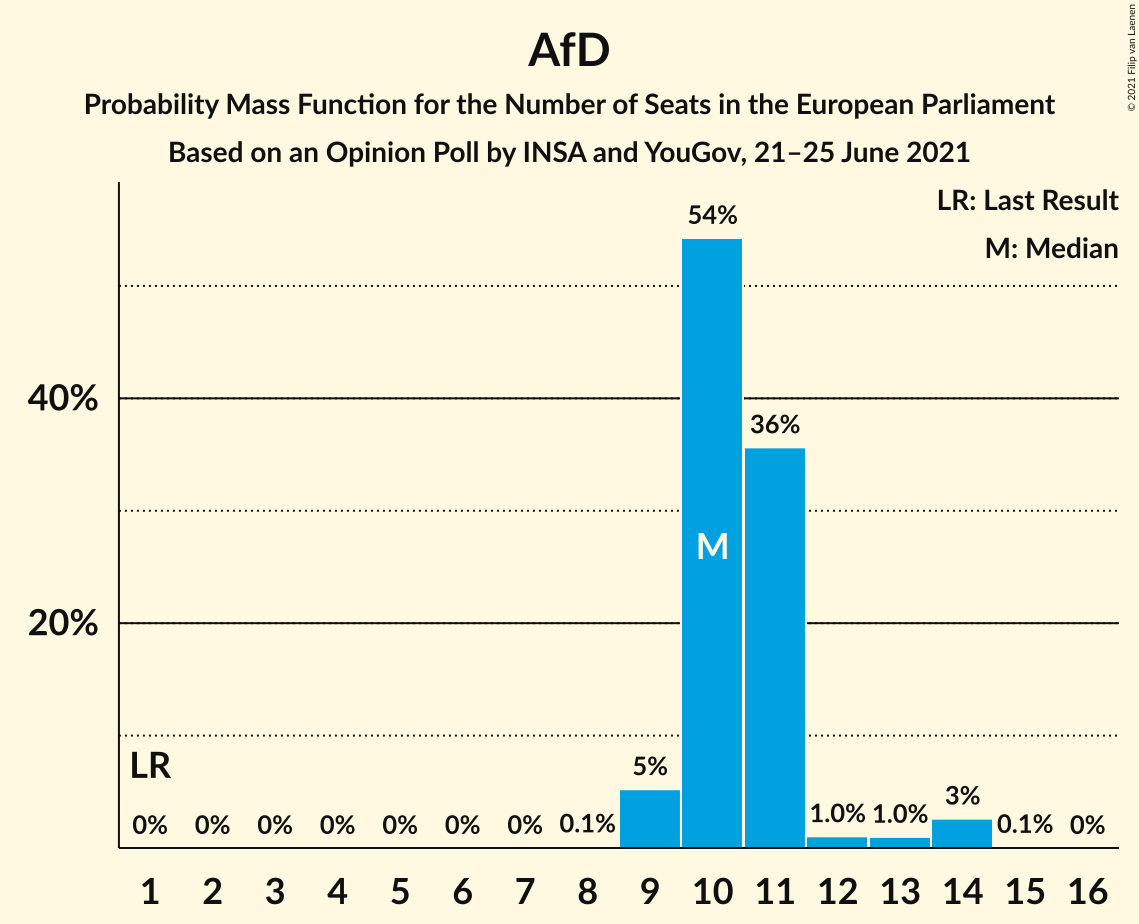 AfD
Probability Mass Function for the Number of Seats in the European Parliament
Based on an Opinion Poll by INSA and YouGov, 21–25 June 2021
© 2021 Filip van Laenen
LR: Last Result
M: Median
54%
40%
36%
M
20%
LR
5%
3%
0% 0% 0% 0% 0% 0% 0% 0.1% 1.0% 1.0% 0.1% 0%
1 2 3 4 5 6 7 8 9 10 11 12 13 14 15 16